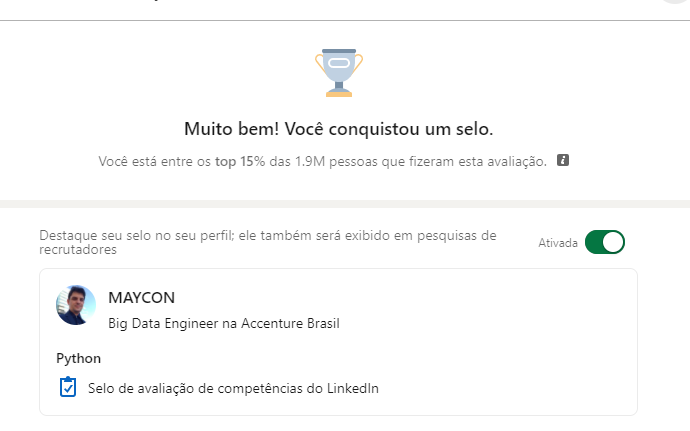 Muito bem! Você conquistou um selo.
Você está entre os top 15% das 1.9M pessoas que fizeram esta avaliação. i
Destaque seu selo no seu perfil; ele também será exibido em pesquisas de
recrutadores
Ativada
MAYCON
Big Data Engineer na Accenture Brasil
Python
Selo de avaliação de competências do LinkedIn